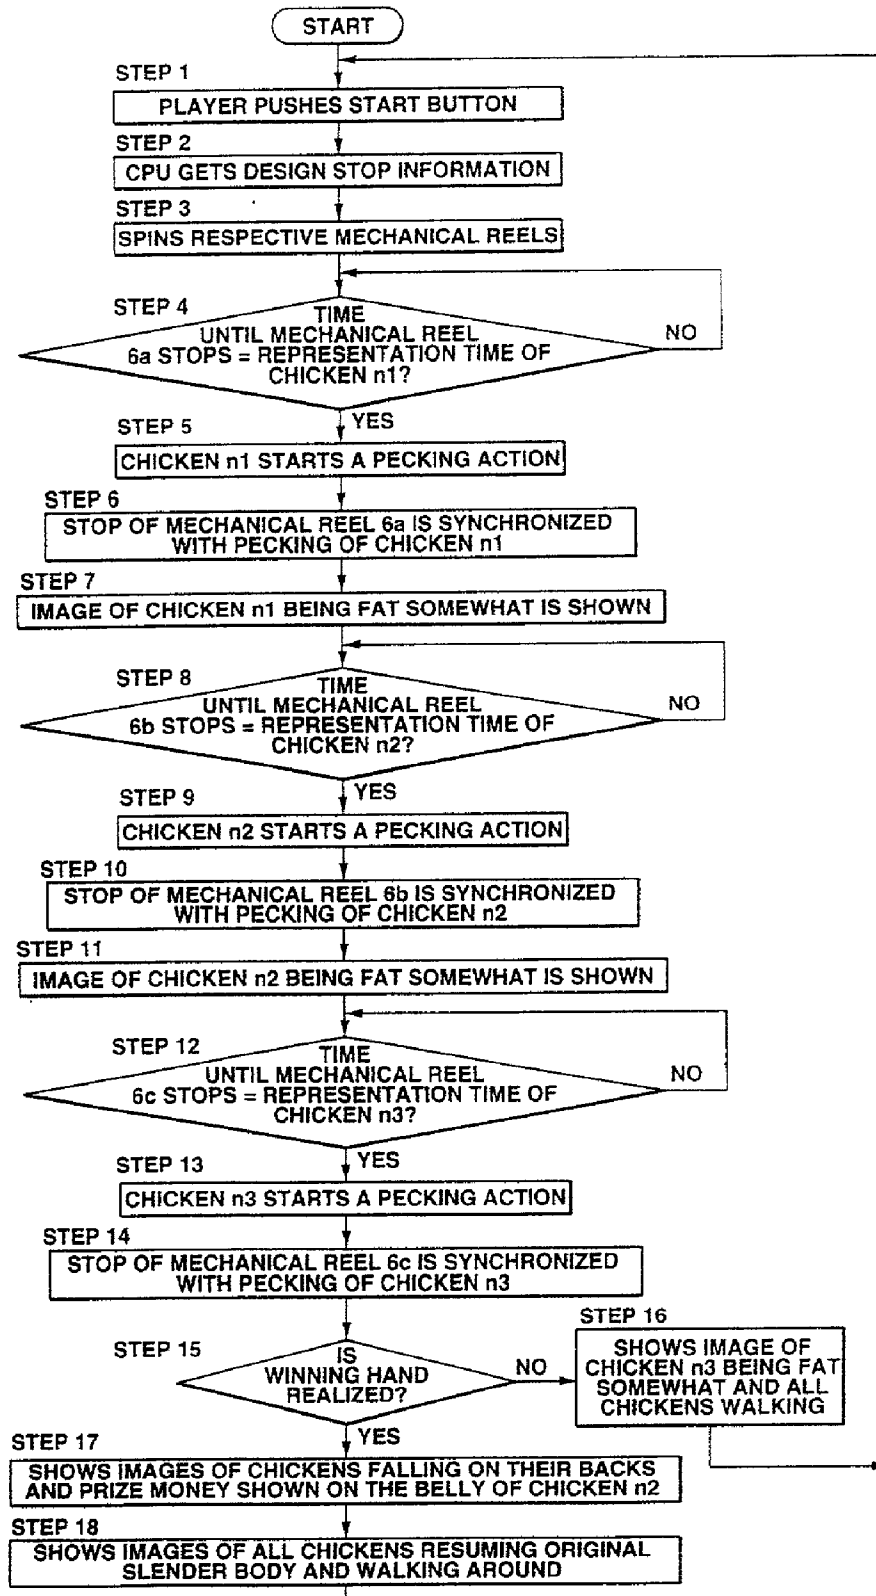 START
STEP 1
PLAYER PUSHES START BUTTON
STEP 2
CPU GETS DESIGN STOP INFORMATION
STEP 3
SPINS RESPECTIVE MECHANICAL REELS
STEP 4
TIME
UNTIL MECHANICAL REEL
6a STOPS = REPRESENTATION TIME OF
CHICKEN n1?
NO
YES
STEP 5
CHICKEN n1 STARTS A PECKING ACTION
STEP 6
STOP OF MECHANICAL REEL 6a IS SYNCHRONIZED
WITH PECKING OF CHICKEN n1
STEP 7
IMAGE OF CHICKEN n1 BEING FAT SOMEWHAT IS SHOWN
STEP 8
TIME
UNTIL MECHANICAL REEL
6b STOPS = REPRESENTATION TIME OF
CHICKEN n2?
NO
YES
STEP 9
CHICKEN n2 STARTS A PECKING ACTION
STEP 10
STOP OF MECHANICAL REEL 6b IS SYNCHRONIZED
WITH PECKING OF CHICKEN n2
STEP 11
IMAGE OF CHICKEN n2 BEING FAT SOMEWHAT IS SHOWN
STEP 12
TIME
UNTIL MECHANICAL REEL
6c STOPS = REPRESENTATION TIME OF
CHICKEN n3?
NO
YES
STEP 13
CHICKEN n3 STARTS A PECKING ACTION
STEP 14
STOP OF MECHANICAL REEL 6c IS SYNCHRONIZED
WITH PECKING OF CHICKEN n3
STEP 15
IS
WINNING HAND
REALIZED?
NO
STEP 16
SHOWS IMAGE OF
CHICKEN n3 BEING FAT
SOMEWHAT AND ALL
CHICKENS WALKING
YES
STEP 17
SHOWS IMAGES OF CHICKENS FALLING ON THEIR BACKS
AND PRIZE MONEY SHOWN ON THE BELLY OF CHICKEN n2
STEP 18
SHOWS IMAGES OF ALL CHICKENS RESUMING ORIGINAL
SLENDER BODY AND WALKING AROUND